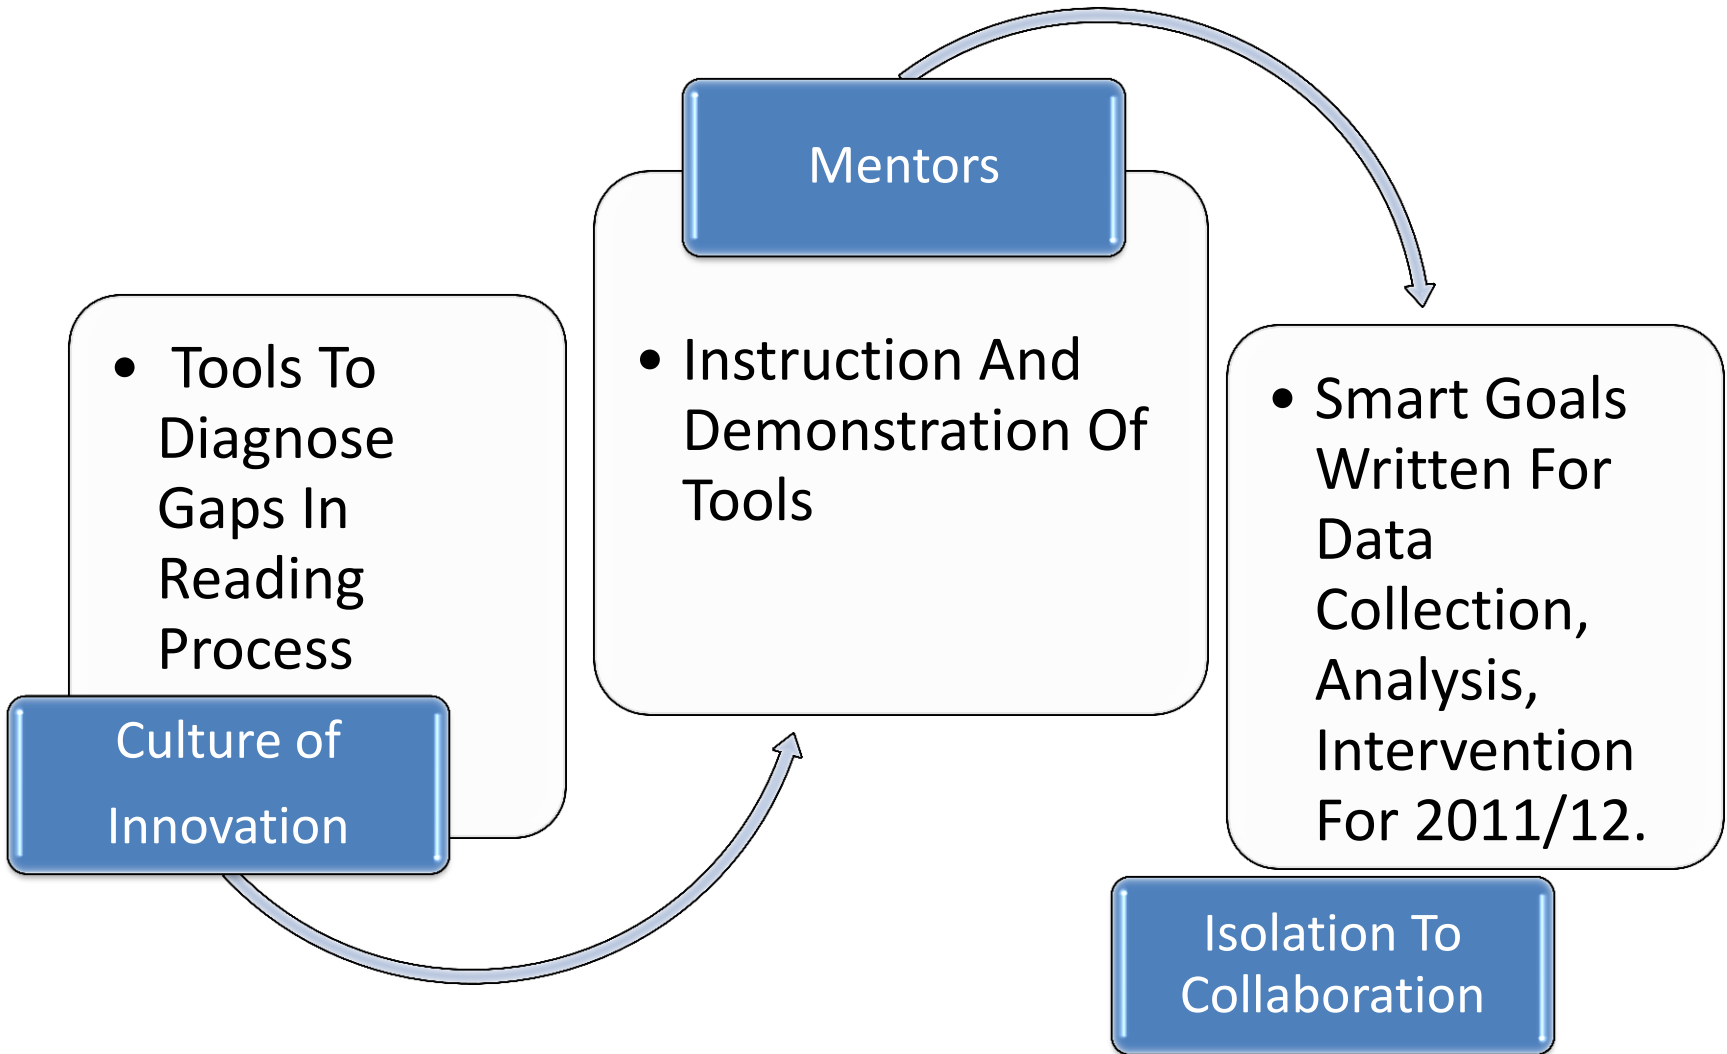 • Tools To
Diagnose
Gaps In
Reading
Process
Culture of
Innovation
Mentors
• Instruction And
Demonstration Of
Tools
• Smart Goals
Written For
Data
Collection,
Analysis,
Intervention
For 2011/12.
Isolation To
Collaboration